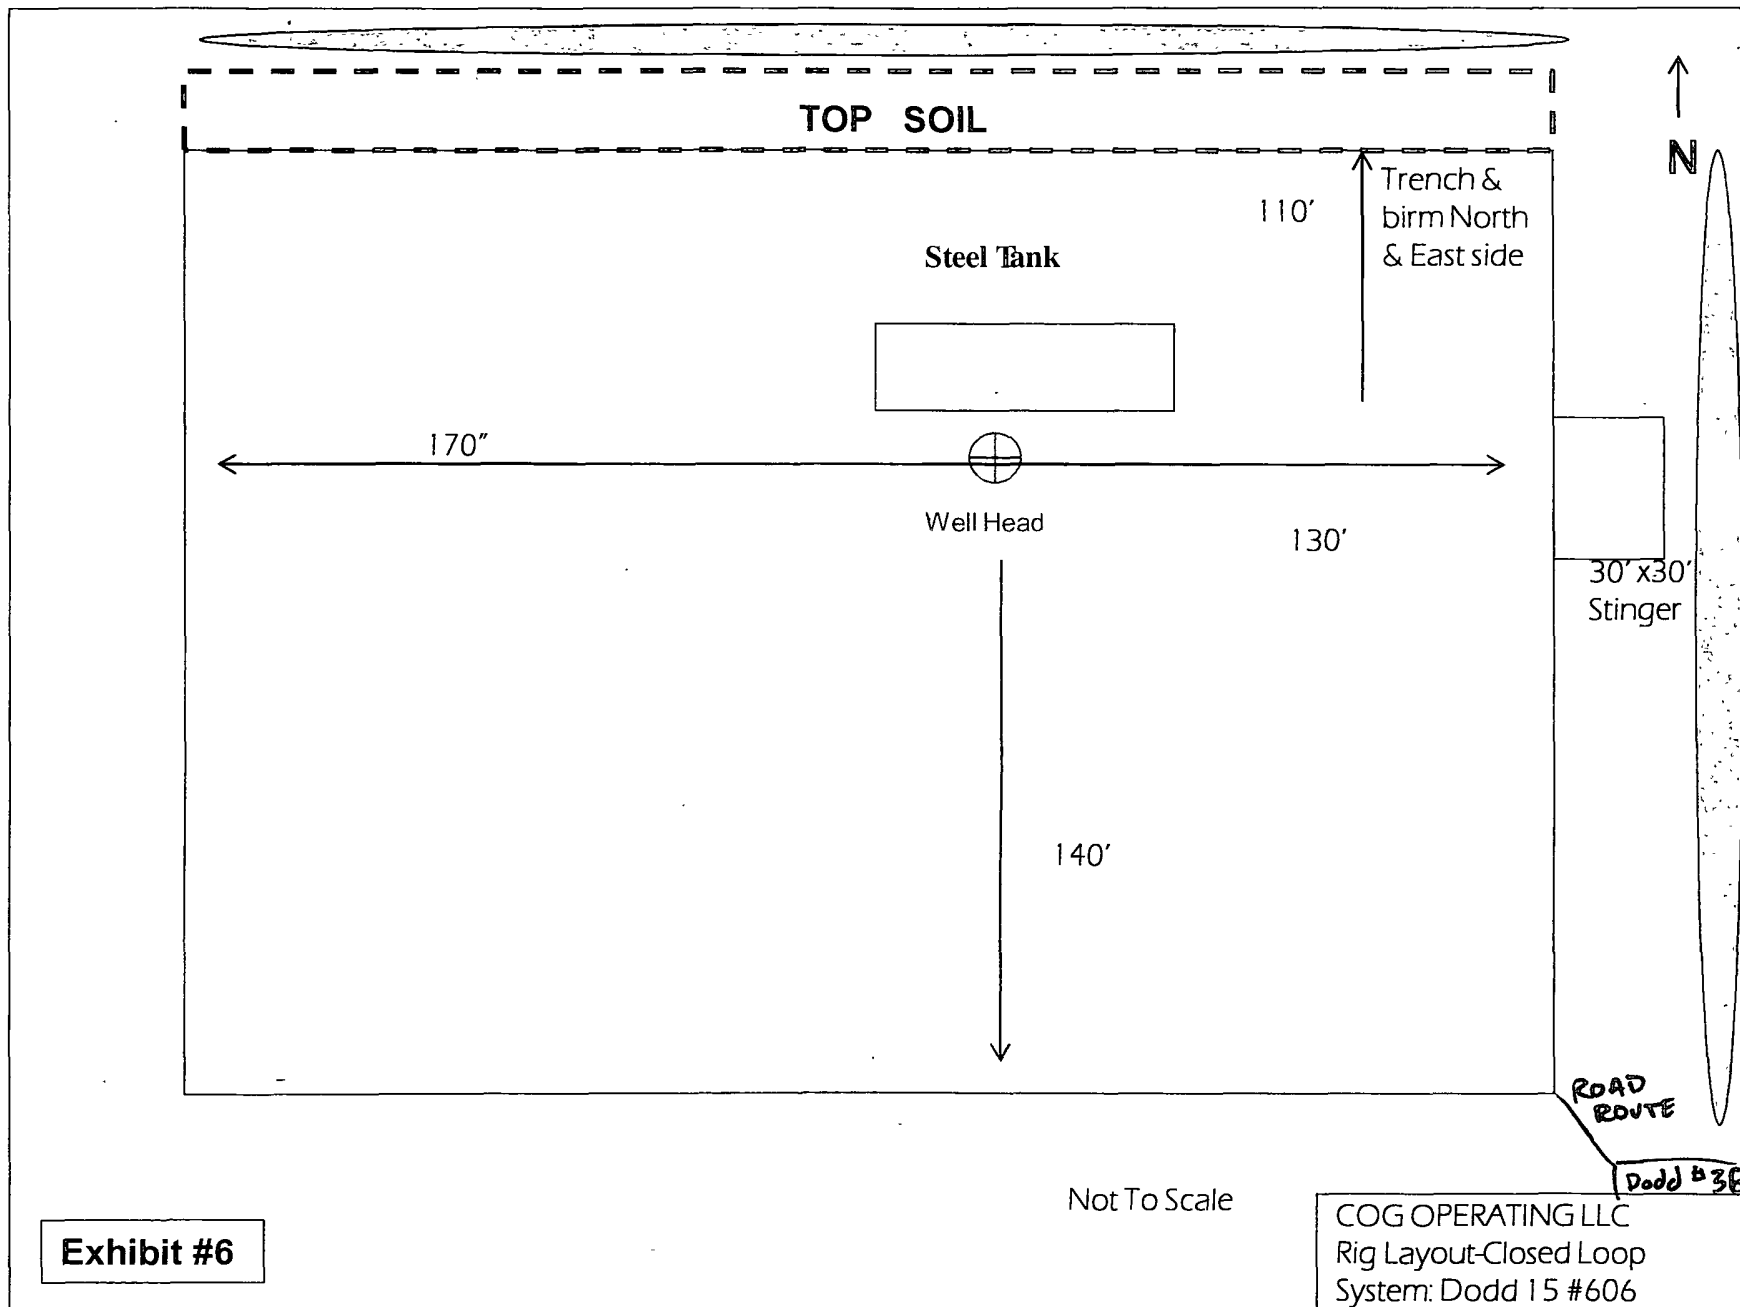 TOP SOIL
N
Trench &
birm North
& East side
110'
Steel Tank
170"
Well Head
130'
30' x30'
Stinger
140'
ROAD
ROUTE
Dodd #
Not To Scale
COG OPERATING LLC
Rig Layout-Closed Loop
System: Dodd 15 #606
Exhibit #6